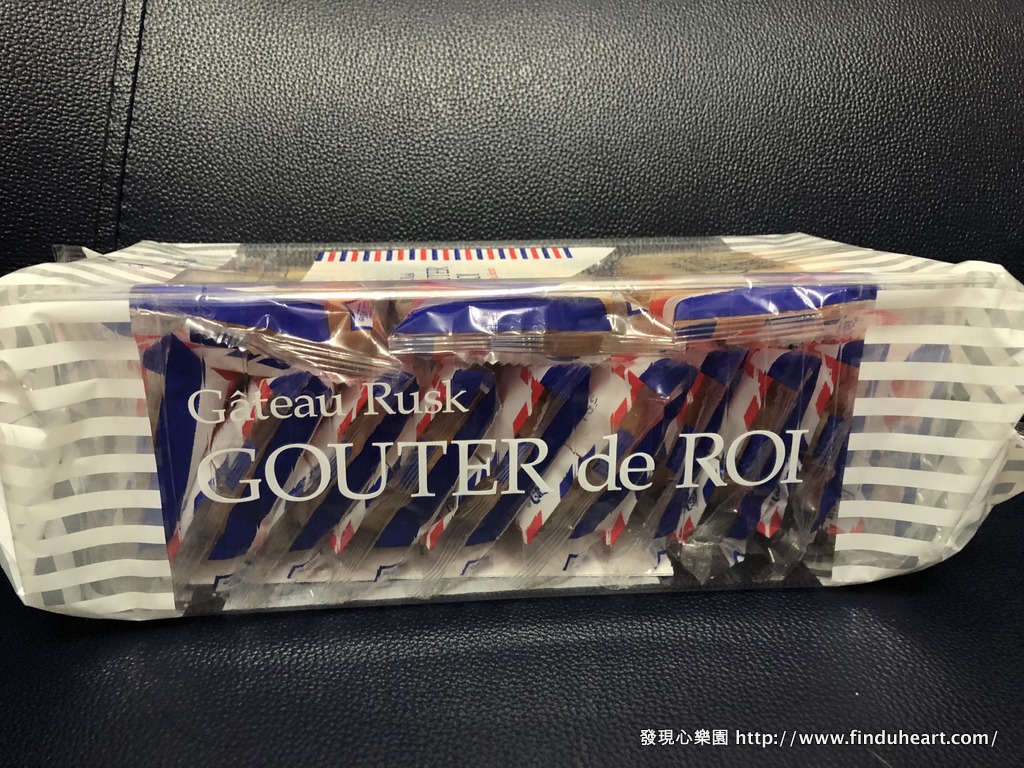 Gâteau Rusk
GOUTER de ROI
發現心樂園 http://www.finduheart.com/